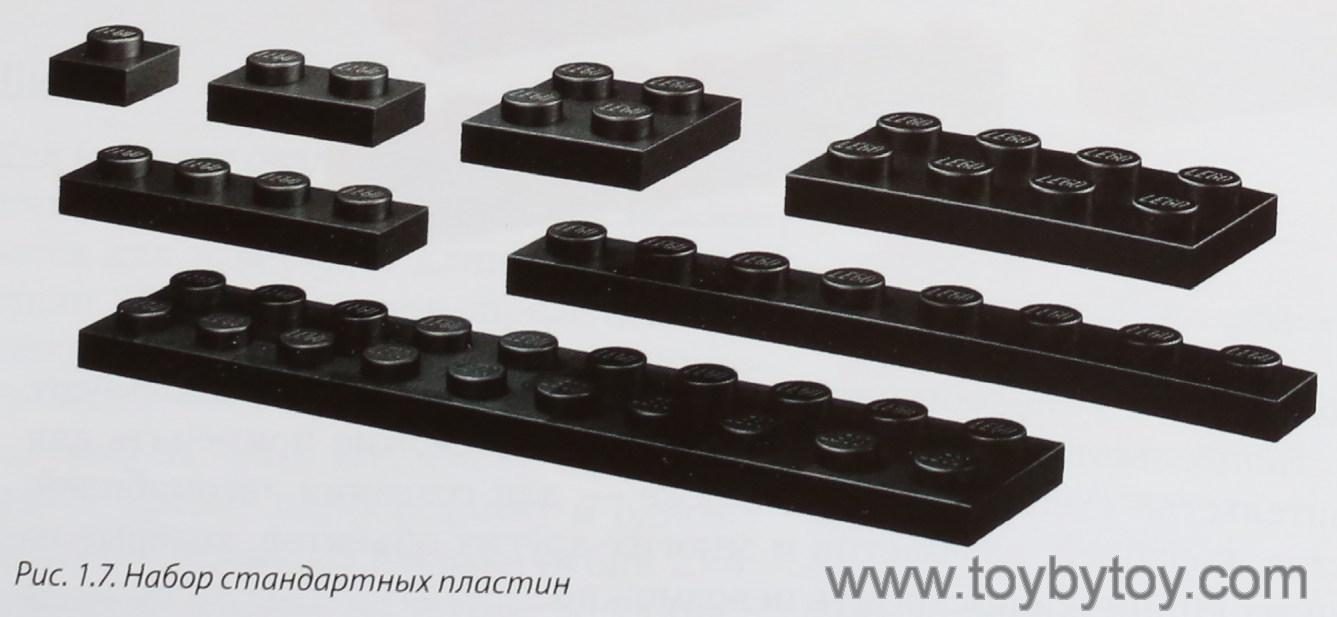 Рис. 1.7. Набор стандартных пластин
www.toybytoy.com